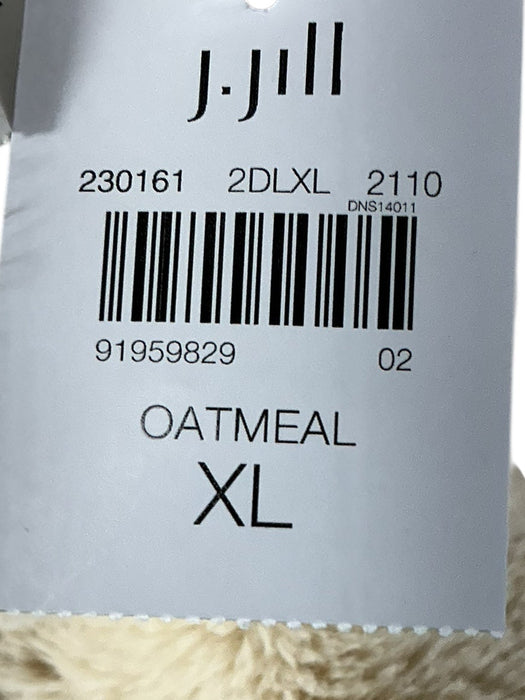 J.Jill
230161 2DLXL 2110
DNS14011
91959829 02
OATMEAL
XL